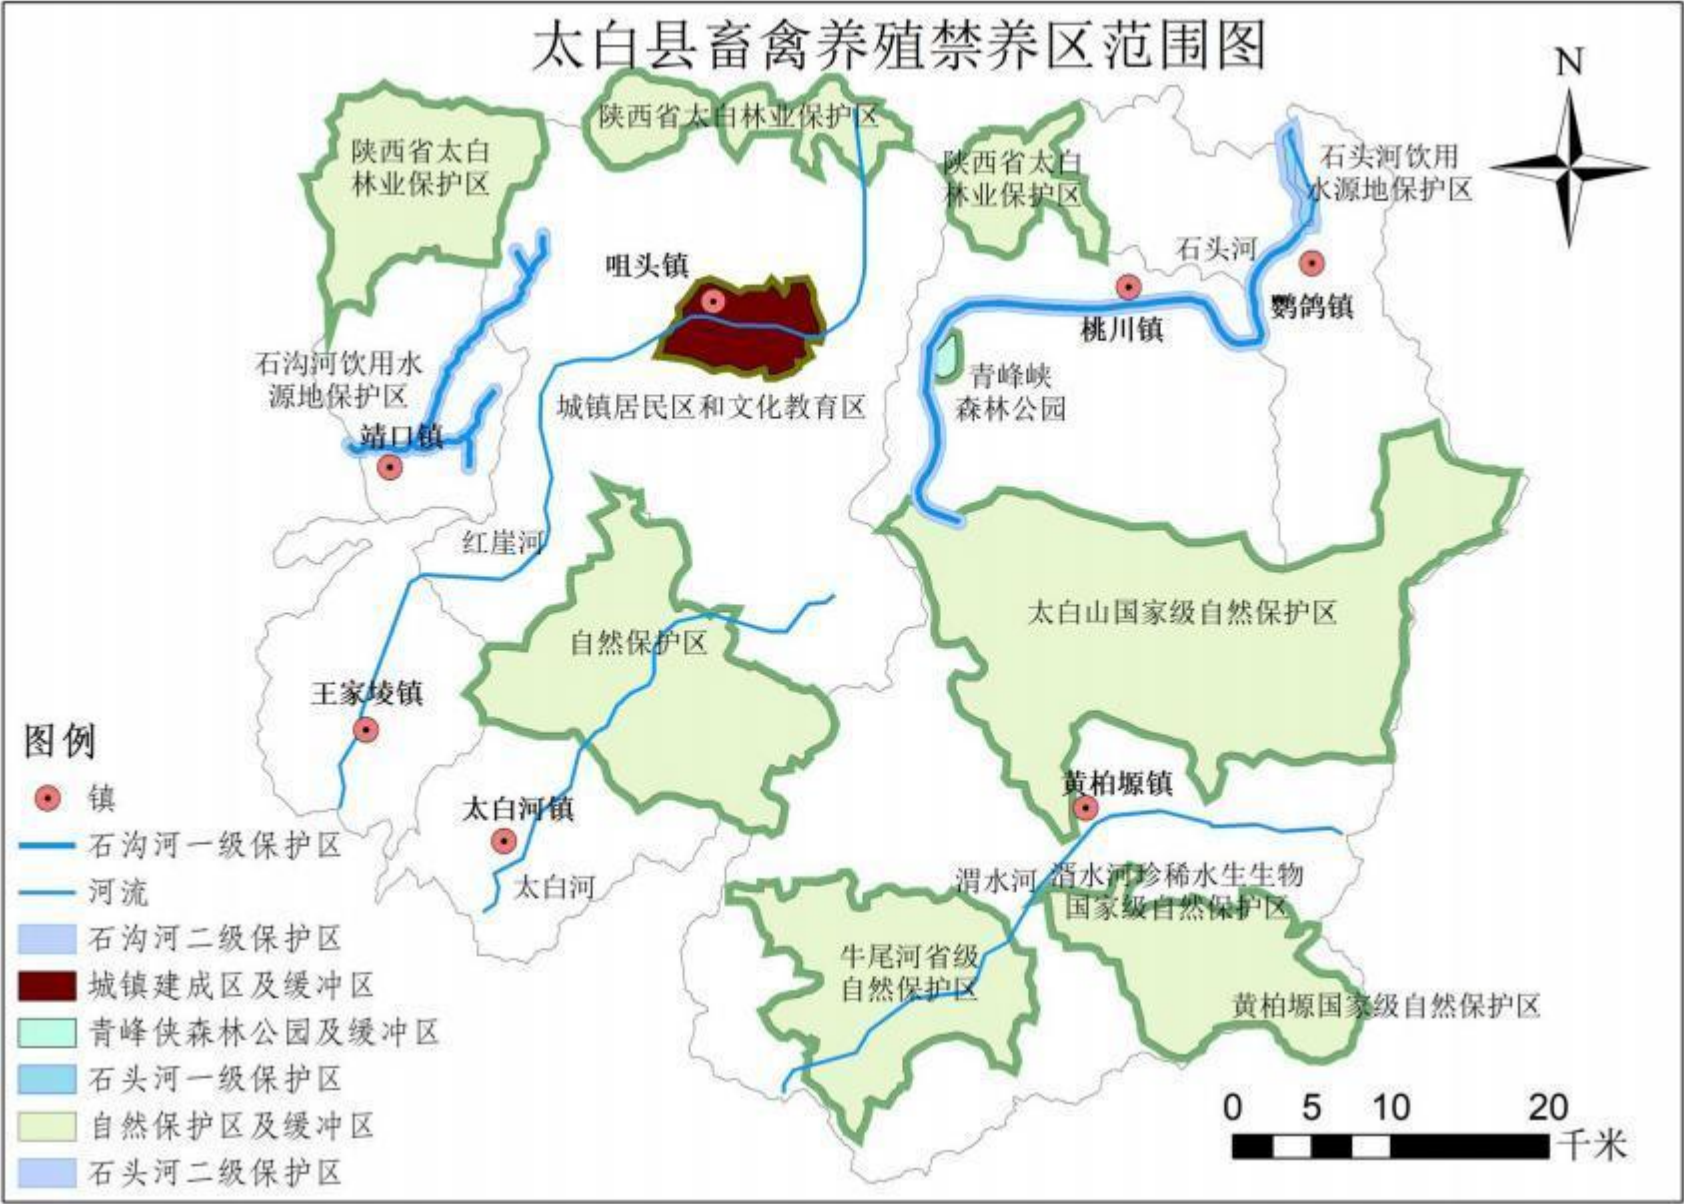 太白县畜禽养殖禁养区范围图
N
陕西省太白
林业保护区
陕西省太白林业保护区
陕西省太白
林业保护区
石头河饮用
水源地保护区
石头河
咀头镇
鹦鸽镇
桃川镇
石沟河饮用水
源地保护区
青峰峡
森林公园
城镇居民区和文化教育区
靖口镇
红崖河
自然保护区
太白山国家级自然保护区
王家堎镇
黄柏塬镇
太白河镇
太白河
渭水河
湑水河珍稀水生生物
国家级自然保护区
牛尾河省级
自然保护区
黄柏塬国家级自然保护区
图例
镇
石沟河一级保护区
河流
石沟河二级保护区
城镇建成区及缓冲区
青峰侠森林公园及缓冲区
石头河一级保护区
自然保护区及缓冲区
石头河二级保护区
0 5 10 20
千米